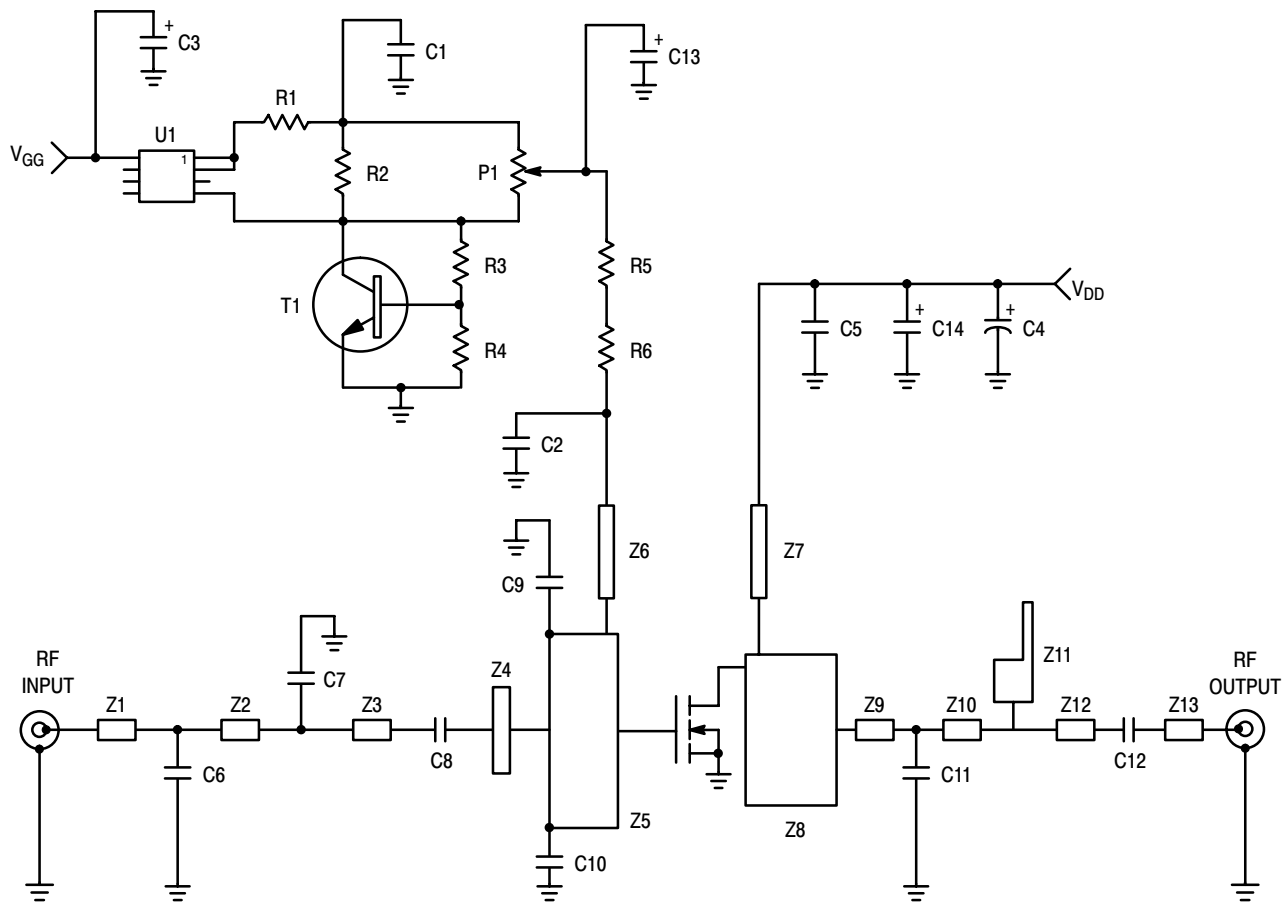 C3
+
C1
+
C13
R1
U1
1
VGG
R2
P1
R3
R5
T1
R4
R6
VDD
C5
+
C14
+
C4
C2
Z6
Z7
C9
RF
INPUT
Z1
Z2
C7
Z3
Z4
C8
C6
Z5
C10
Z8
Z9
Z10
Z11
Z12
Z13
C11
C12
RF
OUTPUT